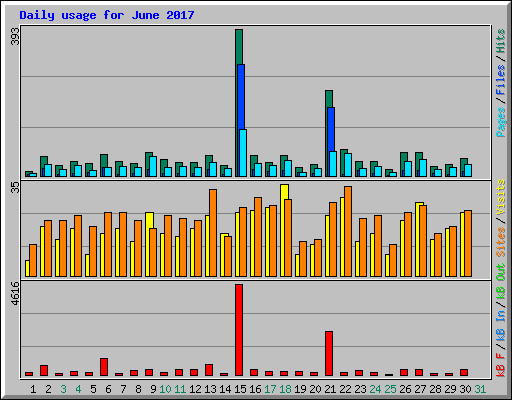 Daily usage for June 2017
393
Pages/Files/Hits
35
Sites/Visits
4616
kB F/kB In/kB Out
1 2 3 4 5 6 7 8 9 10 11 12 13 14 15 16 17 18 19 20 21 22 23 24 25 26 27 28 29 30 31